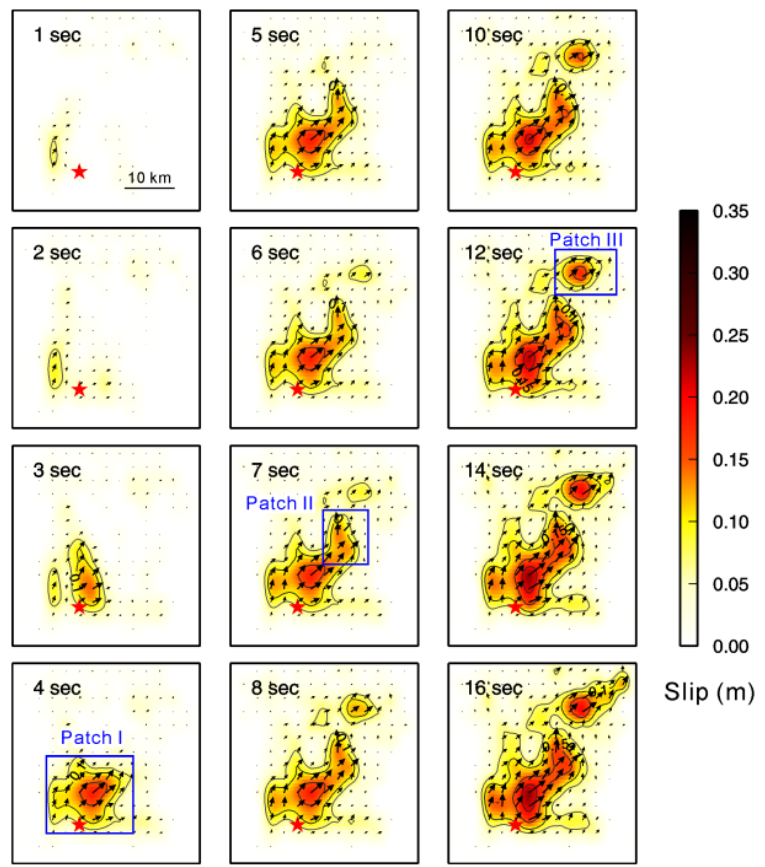 1 sec
5 sec
10 sec
10 km
2 sec
6 sec
12 sec
Patch III
3 sec
7 sec
14 sec
Patch II
4 sec
8 sec
16 sec
Patch I
0.35
0.30
0.25
0.20
0.15
0.10
0.05
0.00
Slip (m)